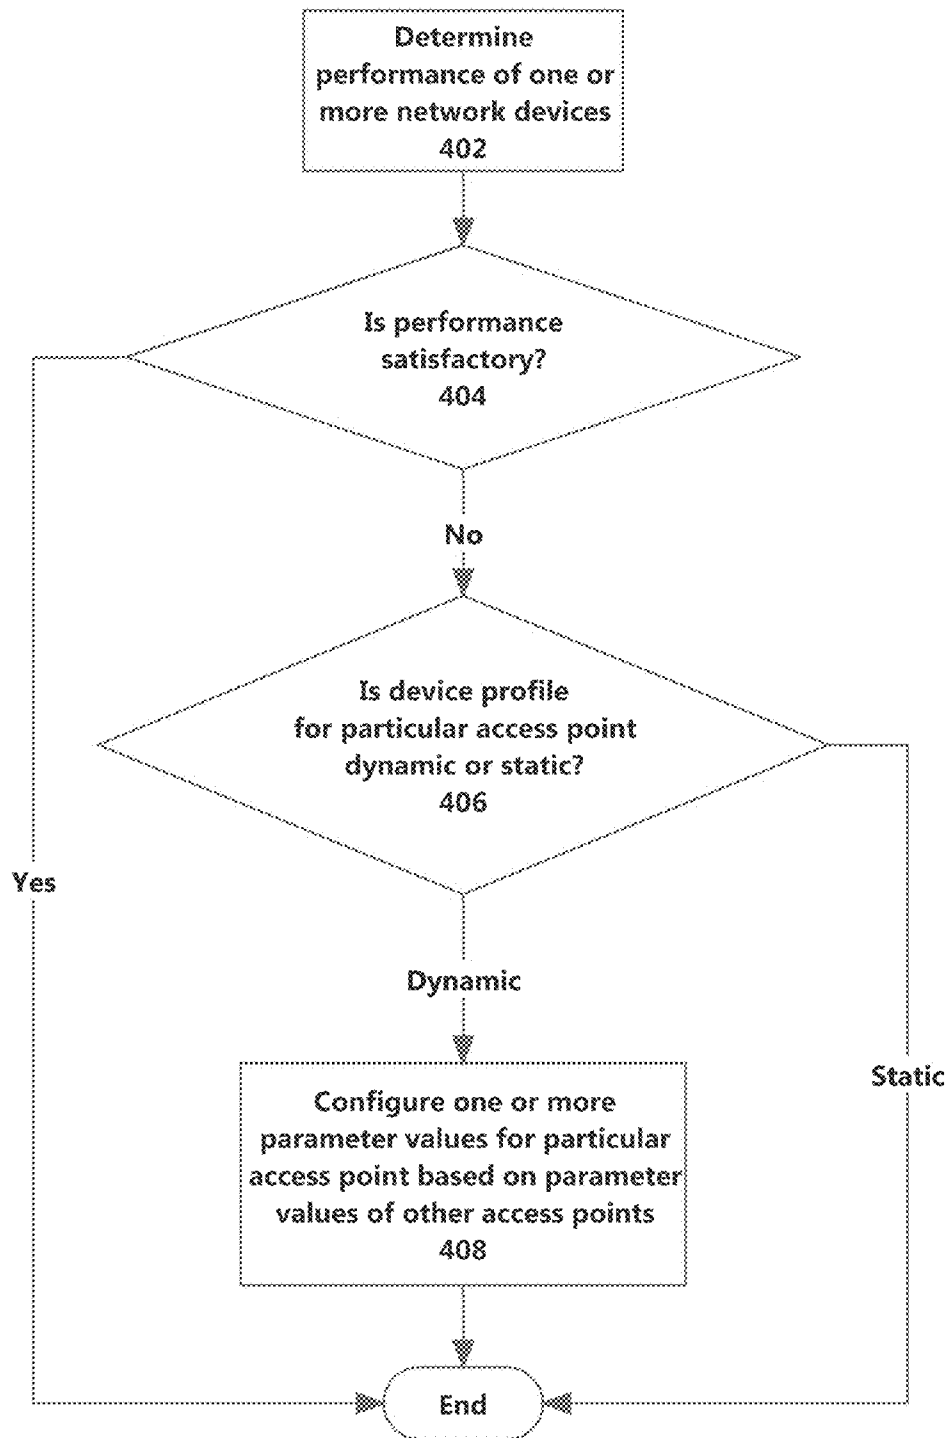 Determine
performance of one or
more network devices
402
Is performance
satisfactory?
404
No
Is device profile
for particular access point
dynamic or static?
406
Yes
Dynamic
Static
Configure one or more
parameter values for particular
access point based on parameter
values of other access points
408
End